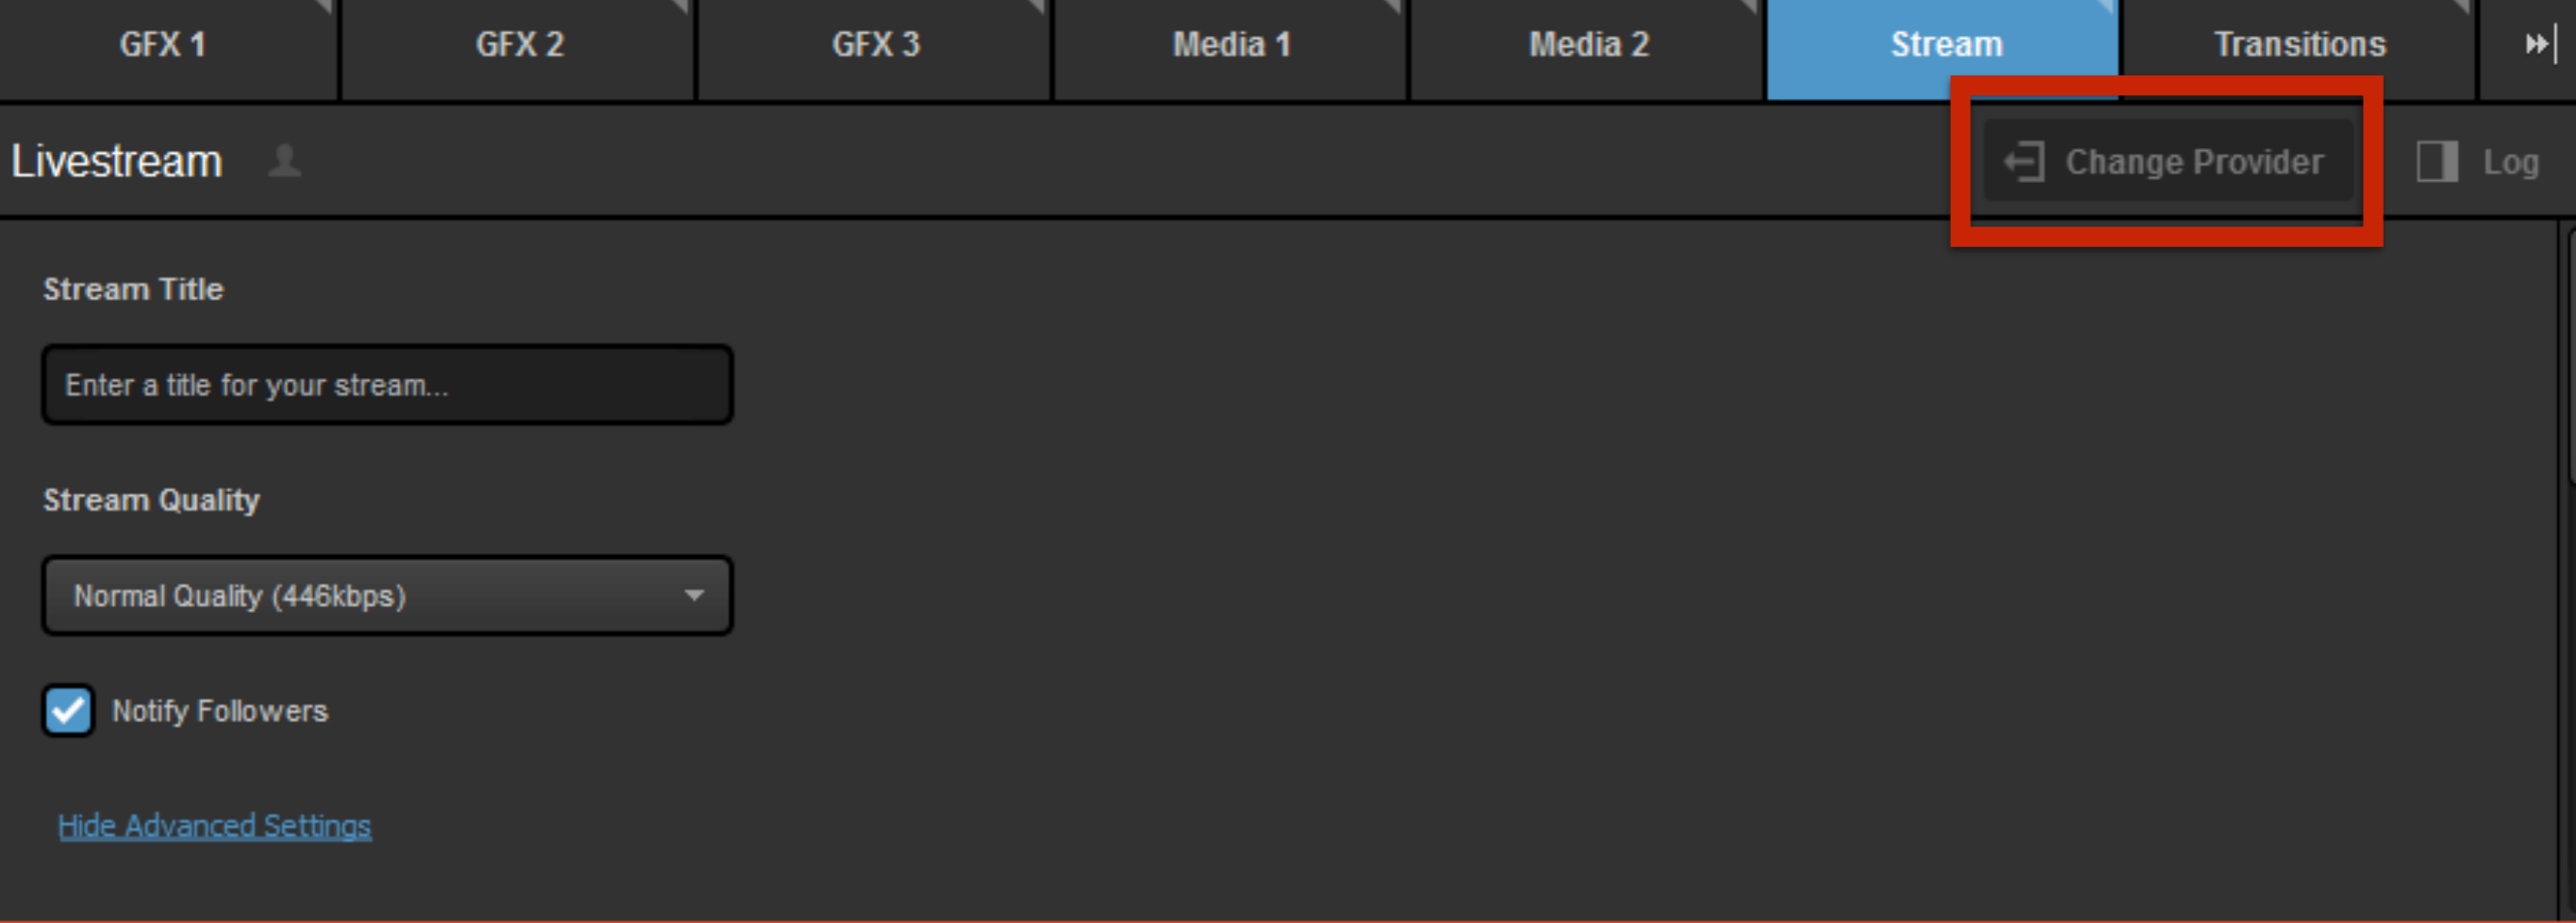 GFX 1 GFX 2 GFX 3 Media 1 Media 2 Stream Transitions
Livestream Change Provider Log
Stream Title
Enter a title for your stream...
Stream Quality
Normal Quality (446kbps)
Notify Followers
Hide Advanced Settings